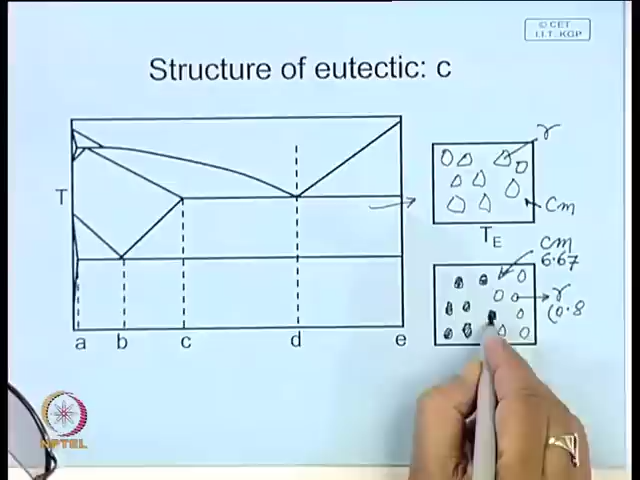 © CET
I.I.T. KGP
Structure of eutectic: c
T
γ
Cm
T_E
Cm
6.67
γ
(0.8
a b c d e
NPTEL